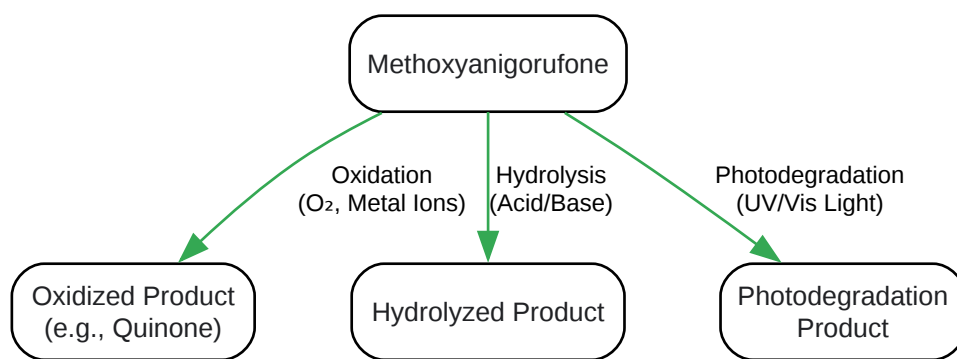 Methoxyanigorufone
Oxidation
(O₂, Metal Ions)
Hydrolysis
(Acid/Base)
Photodegradation
(UV/Vis Light)
Oxidized Product
(e.g., Quinone)
Hydrolyzed Product
Photodegradation
Product